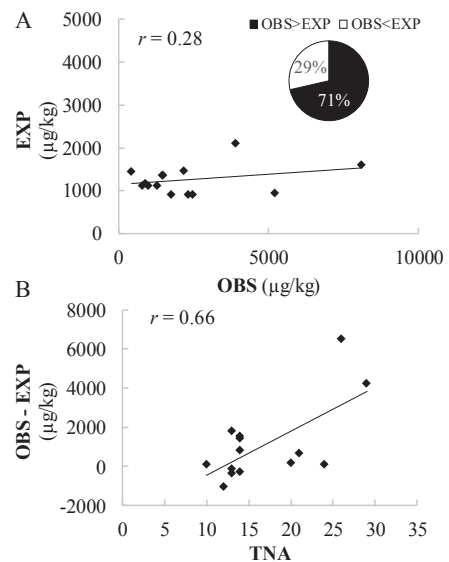 A
OBS>EXP OBS<EXP
r = 0.28
29%
71%
5000
4000
3000
2000
1000
0
EXP
(µg/kg)
0 5000 10000
OBS (µg/kg)
B
r = 0.66
8000
6000
4000
2000
0
-2000
OBS - EXP
(µg/kg)
0 5 10 15 20 25 30 35
TNA